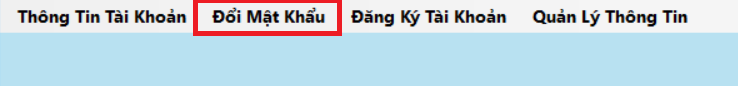 Thông Tin Tài Khoản Đổi Mật Khẩu Đăng Ký Tài Khoản Quản Lý Thông Tin